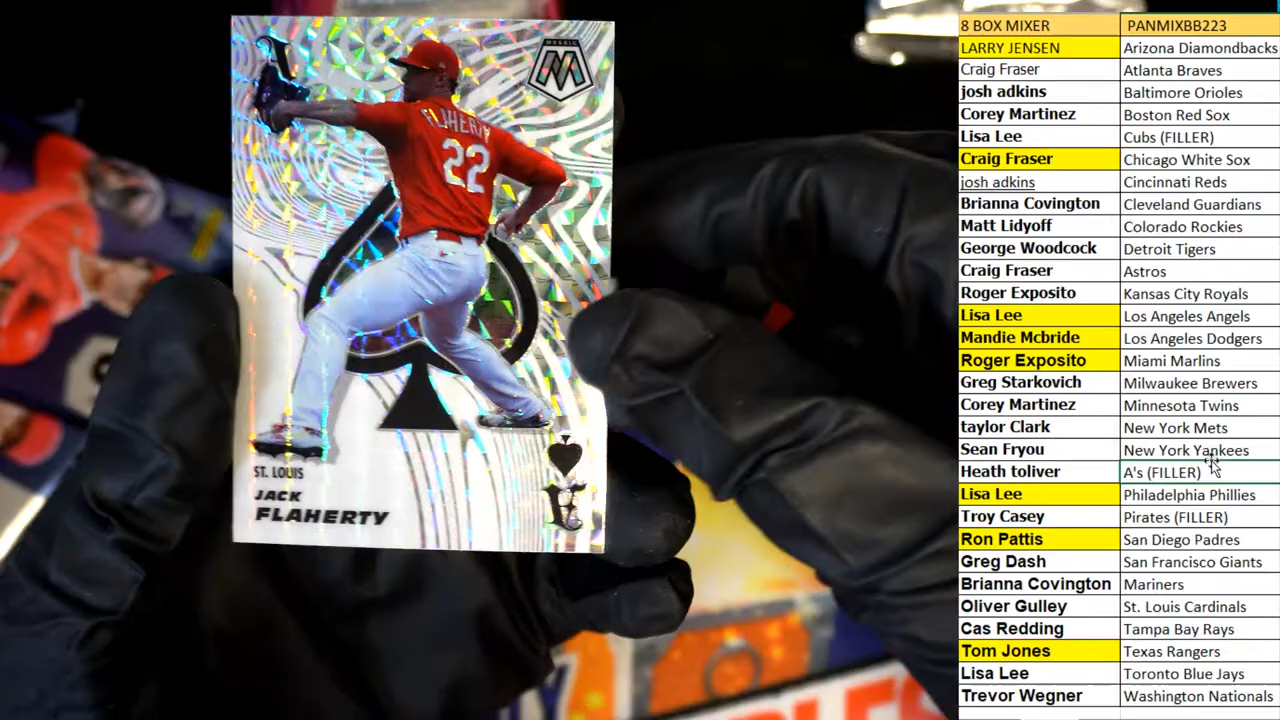 MOSAIC
FLAHERTY
22
ST. LOUIS
JACK
FLAHERTY
8 BOX MIXER PANMIXBB223
LARRY JENSEN Arizona Diamondbacks
Craig Fraser Atlanta Braves
josh adkins Baltimore Orioles
Corey Martinez Boston Red Sox
Lisa Lee Cubs (FILLER)
Craig Fraser Chicago White Sox
josh adkins Cincinnati Reds
Brianna Covington Cleveland Guardians
Matt Lidyoff Colorado Rockies
George Woodcock Detroit Tigers
Craig Fraser Astros
Roger Exposito Kansas City Royals
Lisa Lee Los Angeles Angels
Mandie Mcbride Los Angeles Dodgers
Roger Exposito Miami Marlins
Greg Starkovich Milwaukee Brewers
Corey Martinez Minnesota Twins
taylor Clark New York Mets
Sean Fryou New York Yankees
Heath toliver A's (FILLER)
Lisa Lee Philadelphia Phillies
Troy Casey Pirates (FILLER)
Ron Pattis San Diego Padres
Greg Dash San Francisco Giants
Brianna Covington Mariners
Oliver Gulley St. Louis Cardinals
Cas Redding Tampa Bay Rays
Tom Jones Texas Rangers
Lisa Lee Toronto Blue Jays
Trevor Wegner Washington Nationals